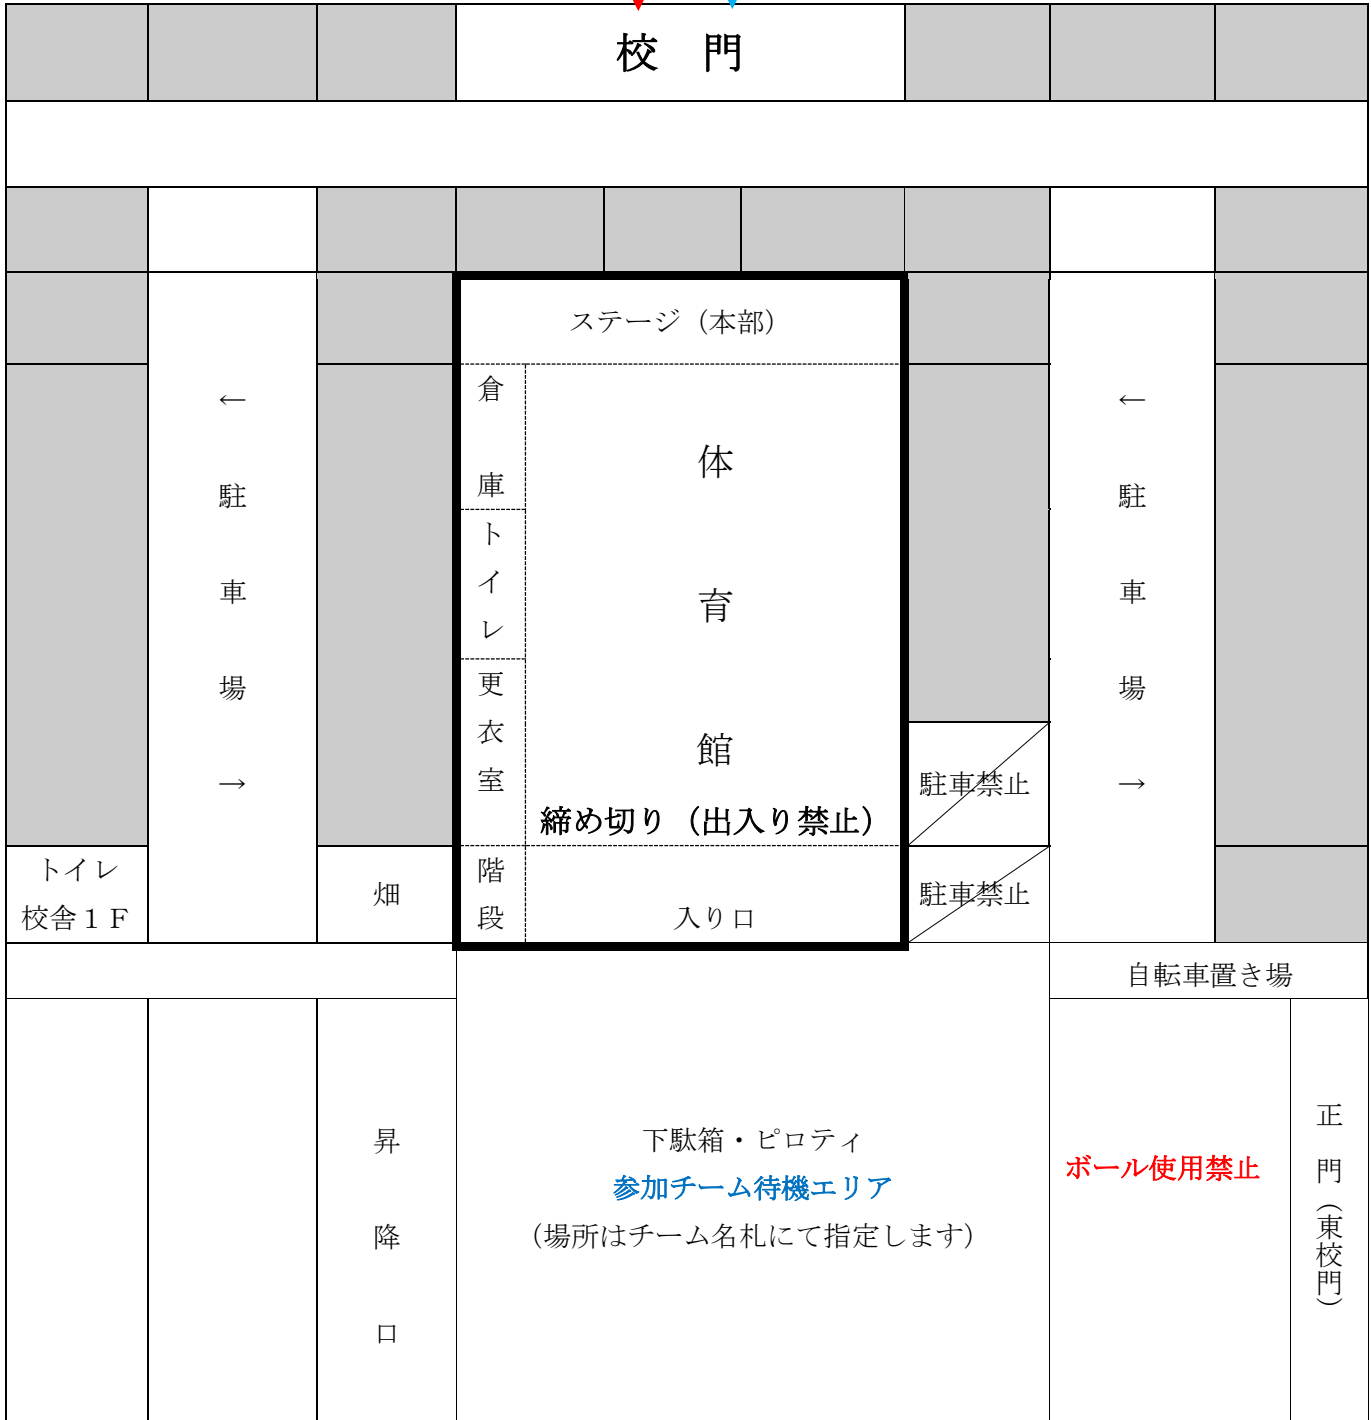 校　門
ステージ（本部）
←駐車場→
倉庫
トイレ
更衣室
体育館
締め切り（出入り禁止）
←駐車場→
駐車禁止
トイレ
校舎１Ｆ
畑
階段
入り口
駐車禁止
自転車置き場
昇降口
下駄箱・ピロティ
参加チーム待機エリア
（場所はチーム名札にて指定します）
ボール使用禁止
正門（東校門）